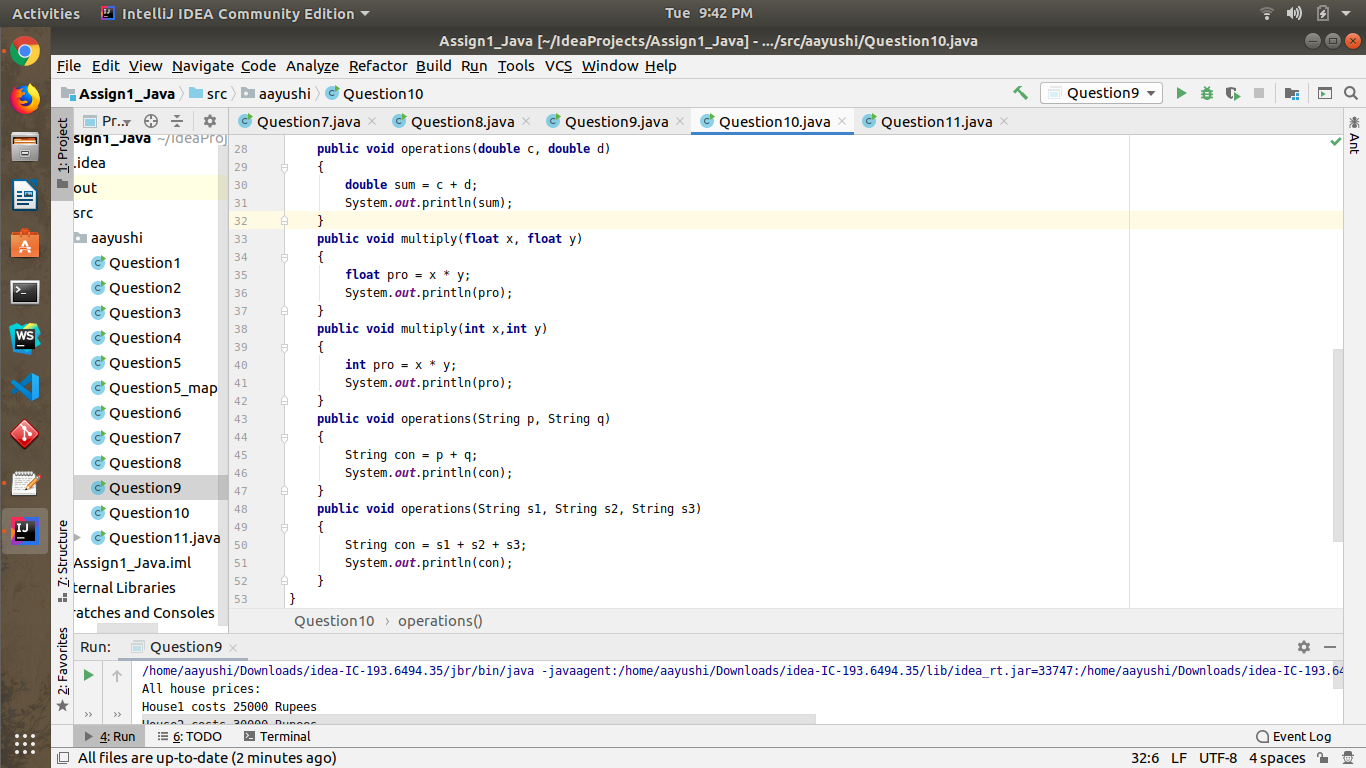 Activities IntelliJ IDEA Community Edition Tue 9:42 PM
Assign1_Java [~/IdeaProjects/Assign1_Java] - .../src/aayushi/Question10.java
File Edit View Navigate Code Analyze Refactor Build Run Tools VCS Window Help
Assign1_Java src aayushi Question10 Question9
1: Project
Pr...
Question7.java Question8.java Question9.java Question10.java Question11.java
Ant
ssign1_Java ~/IdeaProj
.idea
out
src
aayushi
Question1
Question2
Question3
Question4
Question5
Question5_map
Question6
Question7
Question8
Question9
Question10
Question11.java
Assign1_Java.iml
ternal Libraries
ratches and Consoles
28 public void operations(double c, double d)
29 {
30 double sum = c + d;
31 System.out.println(sum);
32 }
33 public void multiply(float x, float y)
34 {
35 float pro = x * y;
36 System.out.println(pro);
37 }
38 public void multiply(int x,int y)
39 {
40 int pro = x * y;
41 System.out.println(pro);
42 }
43 public void operations(String p, String q)
44 {
45 String con = p + q;
46 System.out.println(con);
47 }
48 public void operations(String s1, String s2, String s3)
49 {
50 String con = s1 + s2 + s3;
51 System.out.println(con);
52 }
53 }
Question10 › operations()
7: Structure
2: Favorites
Run: Question9
/home/aayushi/Downloads/idea-IC-193.6494.35/jbr/bin/java -javaagent:/home/aayushi/Downloads/idea-IC-193.6494.35/lib/idea_rt.jar=33747:/home/aayushi/Downloads/idea-IC-193.64
All house prices:
House1 costs 25000 Rupees
House2 costs 30000 Rupees
4: Run 6: TODO Terminal Event Log
All files are up-to-date (2 minutes ago) 32:6 LF UTF-8 4 spaces